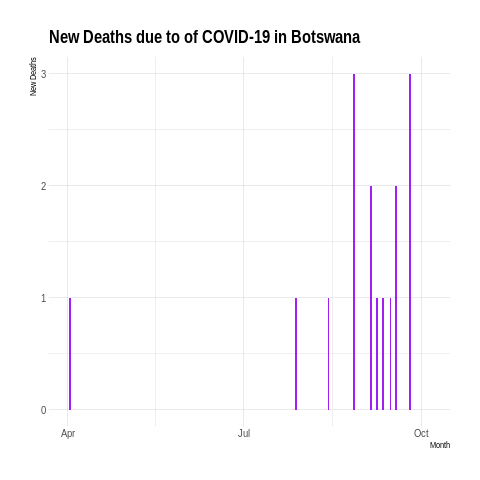 New Deaths due to of COVID-19 in Botswana
New Deaths
3
2
1
0
Apr
Jul
Oct
Month